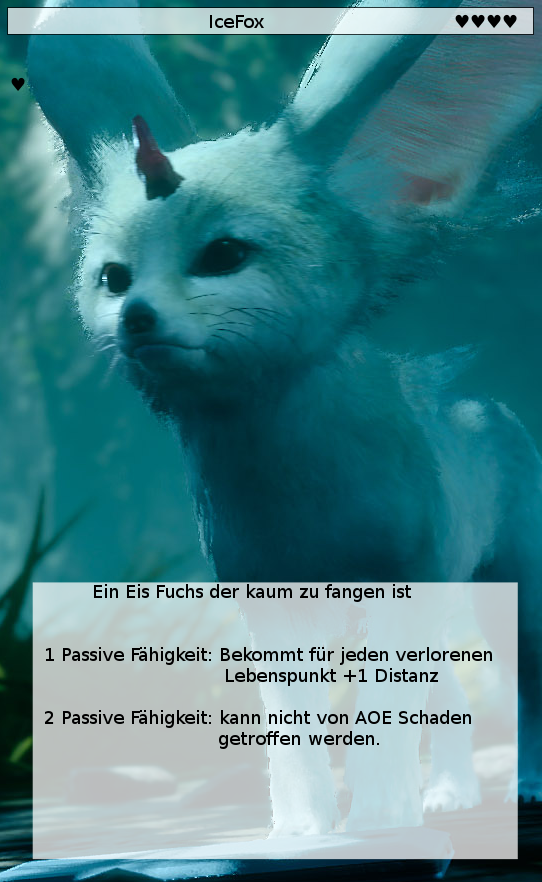 IceFox ♥♥♥♥
♥
Ein Eis Fuchs der kaum zu fangen ist
1 Passive Fähigkeit: Bekommt für jeden verlorenen
Lebenspunkt +1 Distanz
2 Passive Fähigkeit: kann nicht von AOE Schaden
getroffen werden.